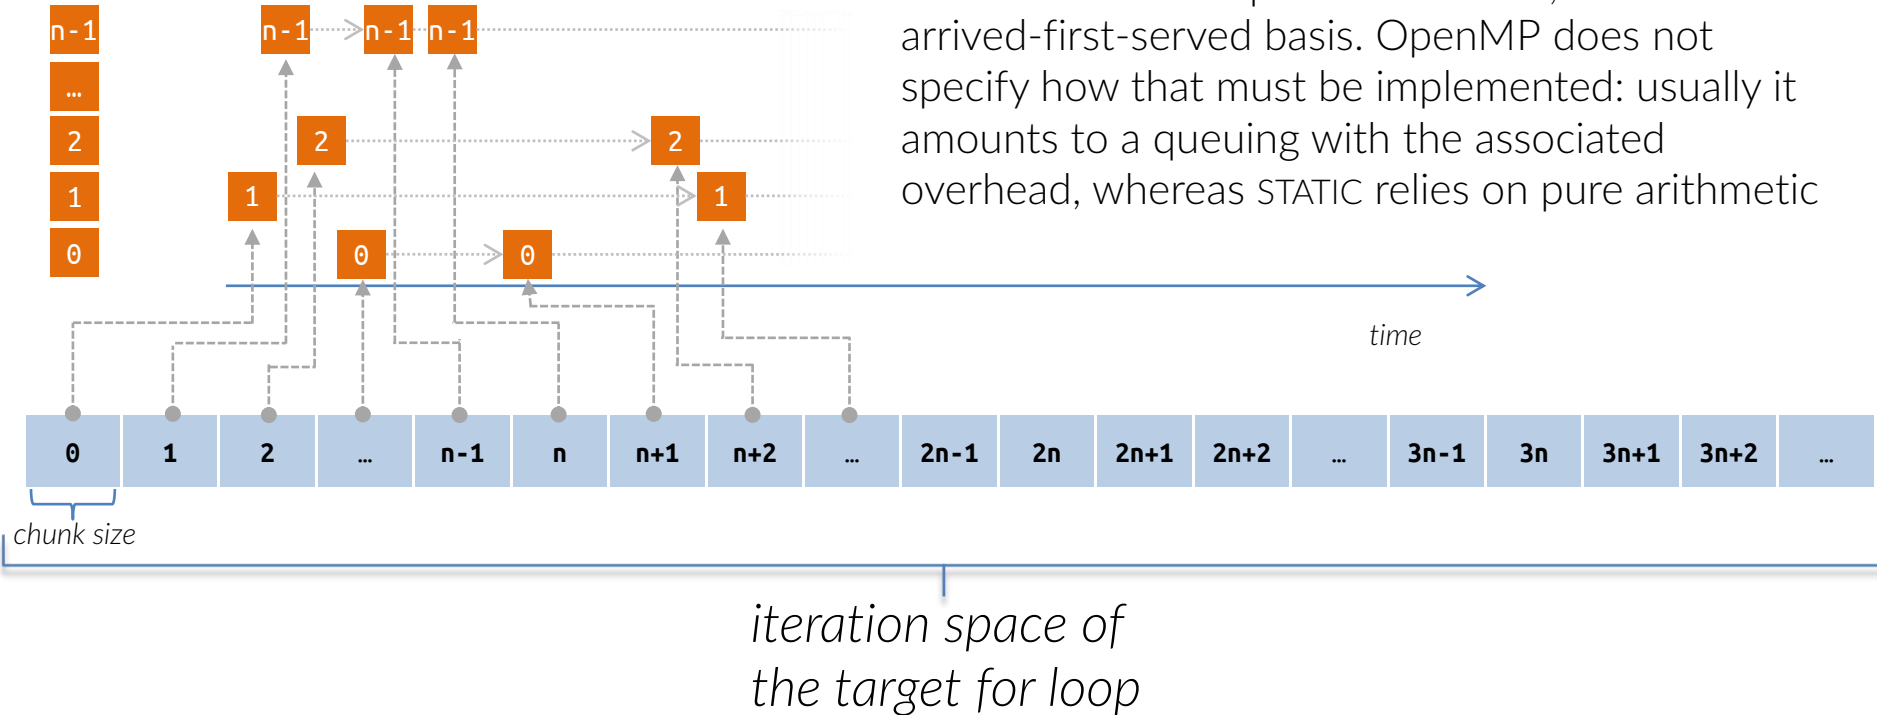 n-1 n-1 n-1 n-1
arrived-first-served basis. OpenMP does not
…
specify how that must be implemented: usually it
2 2 2
amounts to a queuing with the associated
1 1 1
overhead, whereas STATIC relies on pure arithmetic
0 0 0
time
0 1 2 … n-1 n n+1 n+2 … 2n-1 2n 2n+1 2n+2 … 3n-1 3n 3n+1 3n+2 …
chunk size
iteration space of
the target for loop